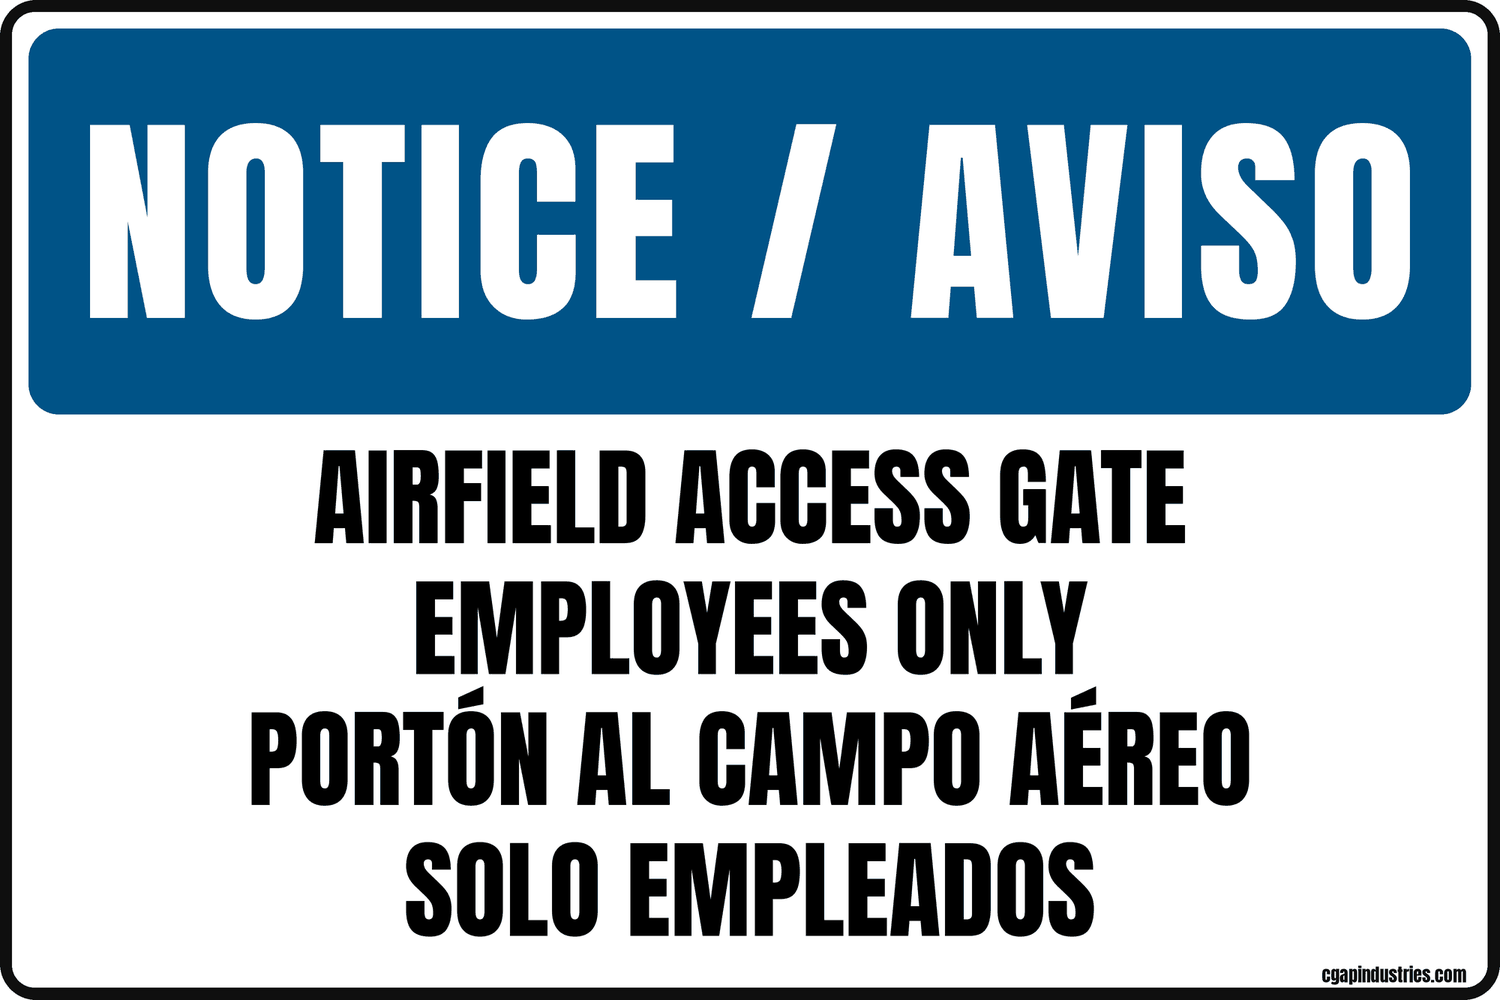 NOTICE / AVISO
AIRFIELD ACCESS GATE
EMPLOYEES ONLY
PORTÓN AL CAMPO AÉREO
SOLO EMPLEADOS
cgapindustries.com